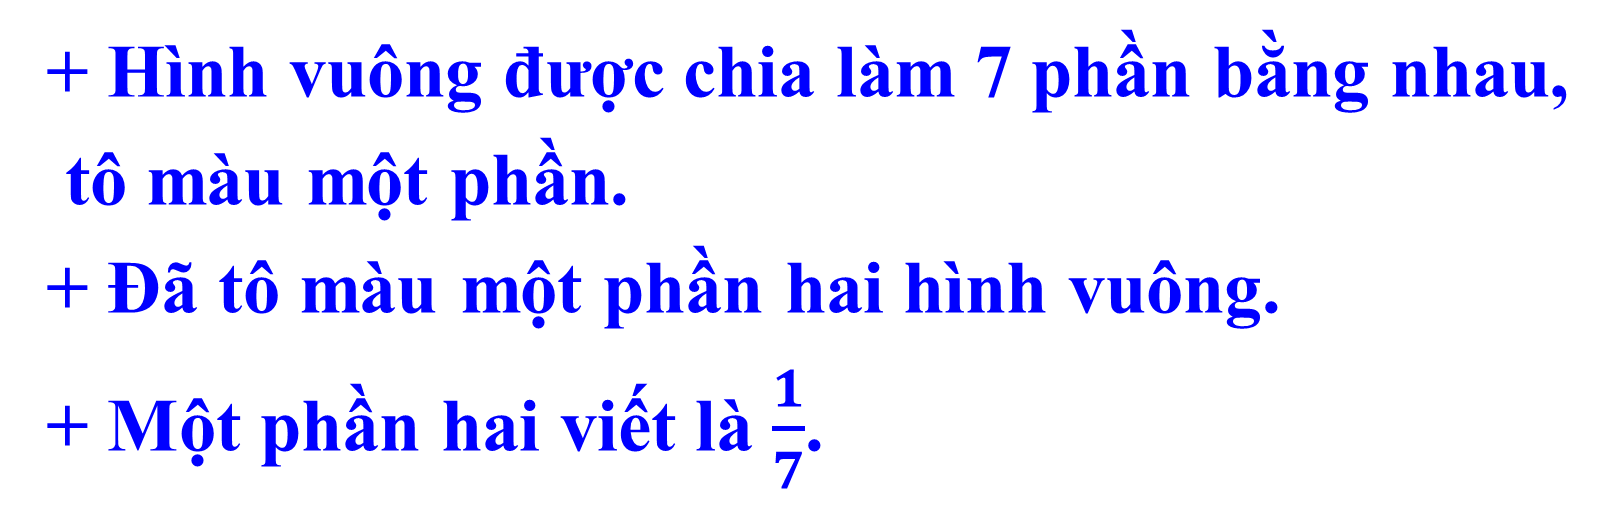 + Hình vuông được chia làm 7 phần bằng nhau,
tô màu một phần.
+ Đã tô màu một phần hai hình vuông.
+ Một phần hai viết là 1/7.